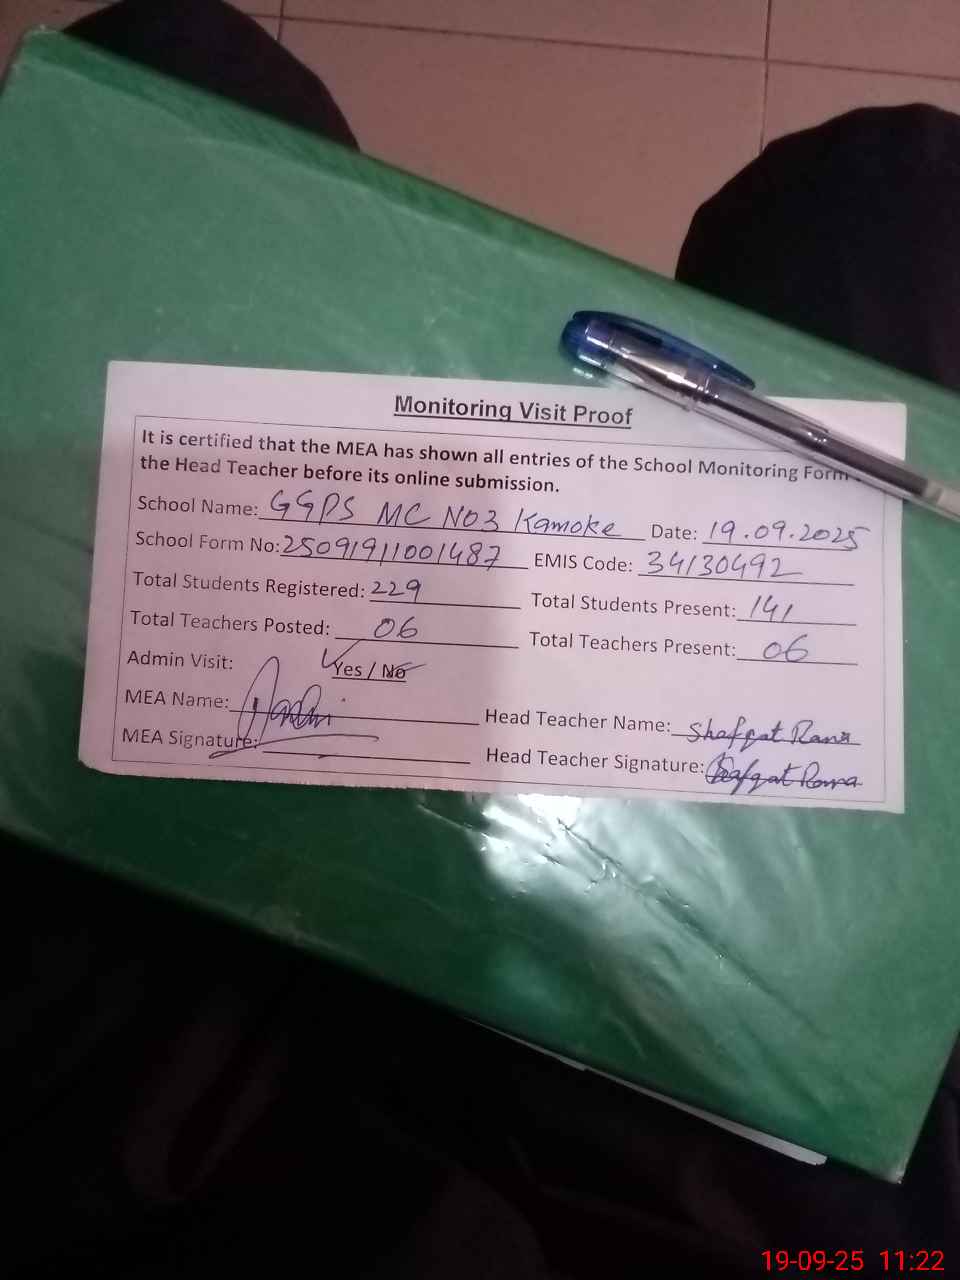 Monitoring Visit Proof
It is certified that the MEA has shown all entries of the School Monitoring Form
the Head Teacher before its online submission.
School Name: GGPS MC NO3 Kamoke Date: 19.09.2025
School Form No: 25091911001487 EMIS Code: 34130492
Total Students Registered: 229 Total Students Present: 141
Total Teachers Posted: 06 Total Teachers Present: 06
Admin Visit: Yes / No
MEA Name: Head Teacher Name: Shafqat Rana
MEA Signature: Head Teacher Signature: Shafqat Rana
19-09-25 11:22